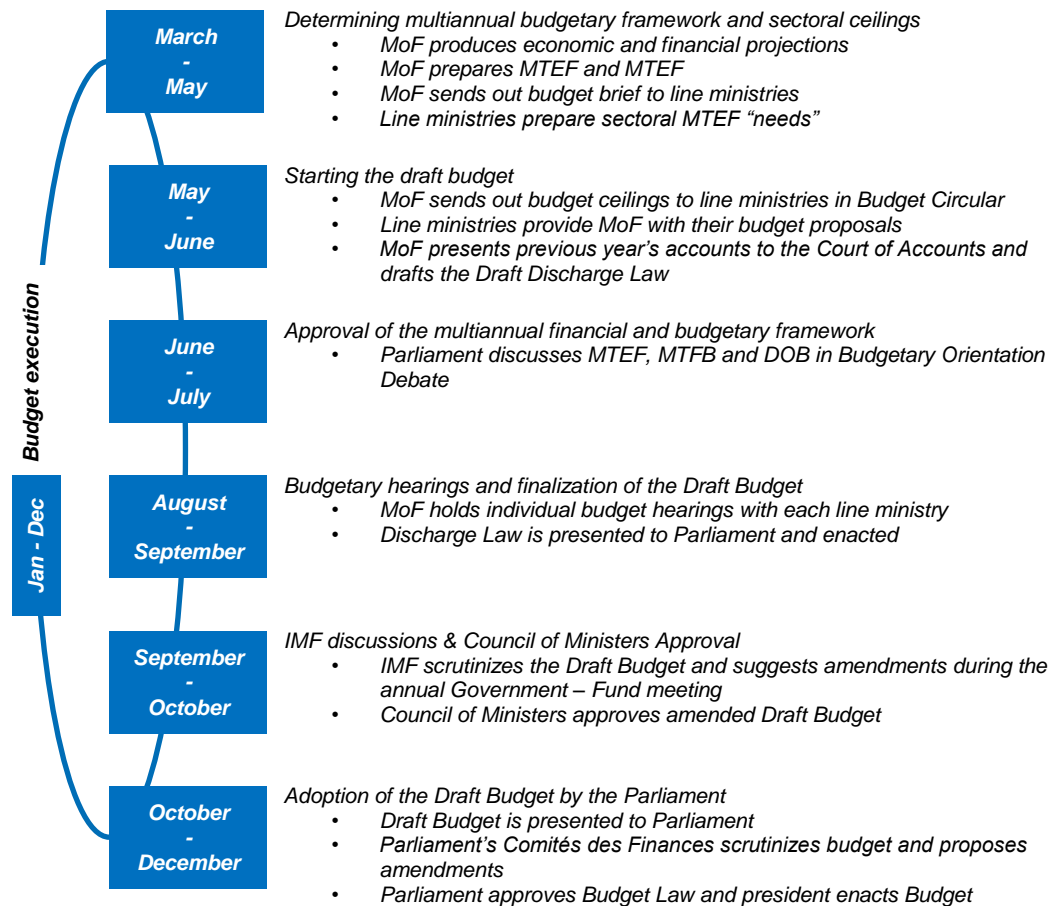 March
-
May
Determining multiannual budgetary framework and sectoral ceilings
• MoF produces economic and financial projections
• MoF prepares MTEF and MTEF
• MoF sends out budget brief to line ministries
• Line ministries prepare sectoral MTEF “needs”
May
-
June
Starting the draft budget
• MoF sends out budget ceilings to line ministries in Budget Circular
• Line ministries provide MoF with their budget proposals
• MoF presents previous year’s accounts to the Court of Accounts and
drafts the Draft Discharge Law
June
-
July
Approval of the multiannual financial and budgetary framework
• Parliament discusses MTEF, MTFB and DOB in Budgetary Orientation
Debate
August
-
September
Budgetary hearings and finalization of the Draft Budget
• MoF holds individual budget hearings with each line ministry
• Discharge Law is presented to Parliament and enacted
September
-
October
IMF discussions & Council of Ministers Approval
• IMF scrutinizes the Draft Budget and suggests amendments during the
annual Government – Fund meeting
• Council of Ministers approves amended Draft Budget
October
-
December
Adoption of the Draft Budget by the Parliament
• Draft Budget is presented to Parliament
• Parliament’s Comités des Finances scrutinizes budget and proposes
amendments
• Parliament approves Budget Law and president enacts Budget
Budget execution
Jan - Dec